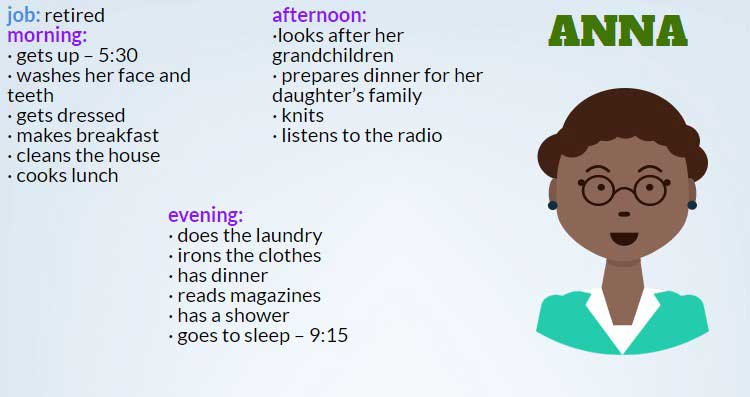 job: retired
morning:
· gets up – 5:30
· washes her face and
teeth
· gets dressed
· makes breakfast
· cleans the house
· cooks lunch
afternoon:
·looks after her
grandchildren
· prepares dinner for her
daughter’s family
· knits
· listens to the radio
ANNA
evening:
· does the laundry
· irons the clothes
· has dinner
· reads magazines
· has a shower
· goes to sleep – 9:15